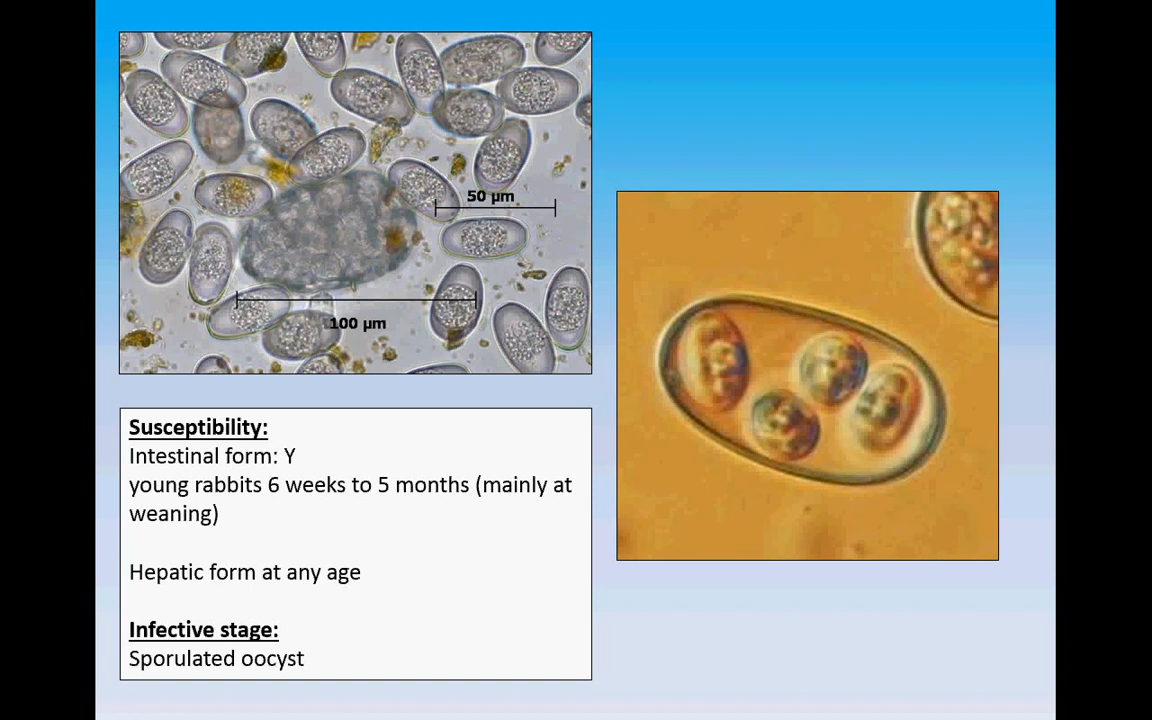 50 µm
100 µm
Susceptibility:
Intestinal form: Y
young rabbits 6 weeks to 5 months (mainly at
weaning)
Hepatic form at any age
Infective stage:
Sporulated oocyst